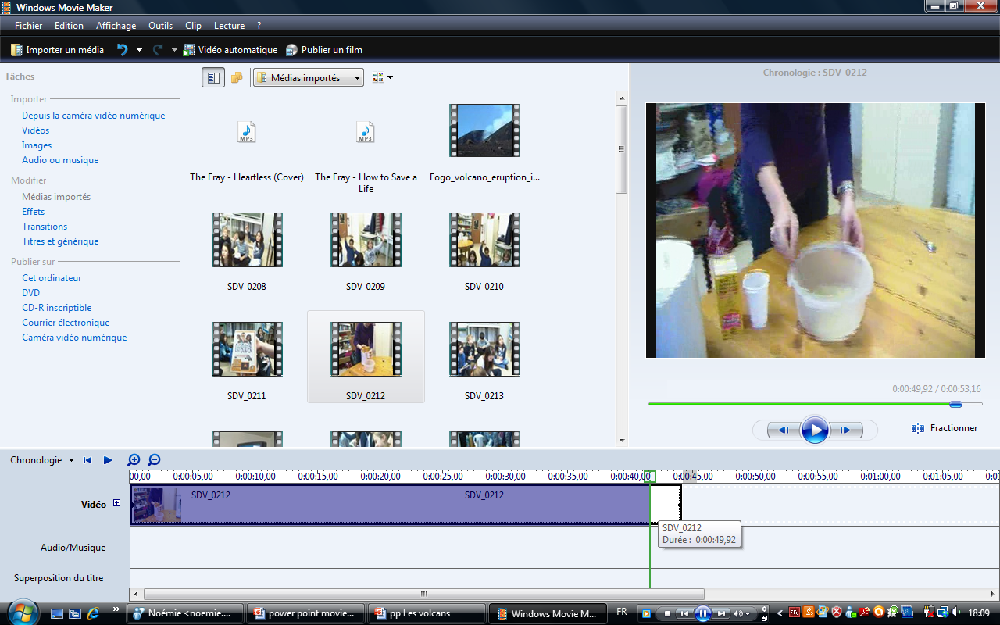 Windows Movie Maker
Fichier Edition Affichage Outils Clip Lecture ?
Importer un média Vidéo automatique Publier un film
Tâches
Importer
Depuis la caméra vidéo numérique
Vidéos
Images
Audio ou musique
Modifier
Médias importés
Effets
Transitions
Titres et générique
Publier sur
Cet ordinateur
DVD
CD-R inscriptible
Courrier électronique
Caméra vidéo numérique
Médias importés
MP3 MP3
The Fray - Heartless (Cover) The Fray - How to Save a Life Fogo_volcano_eruption_i...
SDV_0208 SDV_0209 SDV_0210
SDV_0211 SDV_0212 SDV_0213
Chronologie : SDV_0212
0:00:49,92 / 0:00:53,16
Fractionner
Chronologie
00,00 0:00:05,00 0:00:10,00 0:00:15,00 0:00:20,00 0:00:25,00 0:00:30,00 0:00:35,00 0:00:40,00 0:00:45,00 0:00:50,00 0:00:55,00 0:01:00,00 0:01:05,00 0:0
Vidéo SDV_0212 SDV_0212
SDV_0212
Durée : 0:00:49,92
Audio/Musique
Superposition du titre
Noémie <noemie.... power point movie... pp Les volcans Windows Movie M... FR 18:09